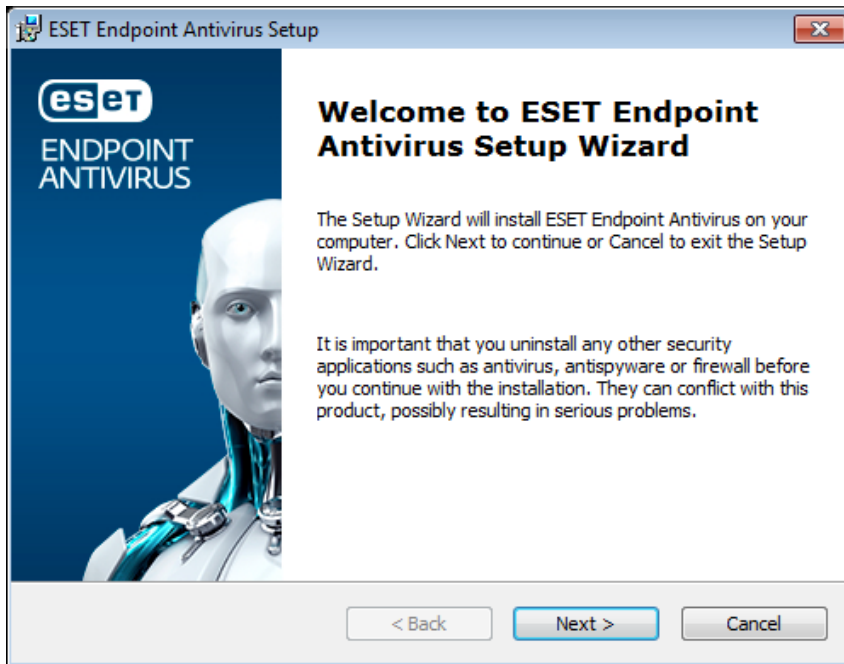 ESET Endpoint Antivirus Setup
eset
ENDPOINT
ANTIVIRUS
Welcome to ESET Endpoint
Antivirus Setup Wizard
The Setup Wizard will install ESET Endpoint Antivirus on your
computer. Click Next to continue or Cancel to exit the Setup
Wizard.
It is important that you uninstall any other security
applications such as antivirus, antispyware or firewall before
you continue with the installation. They can conflict with this
product, possibly resulting in serious problems.
< Back Next > Cancel